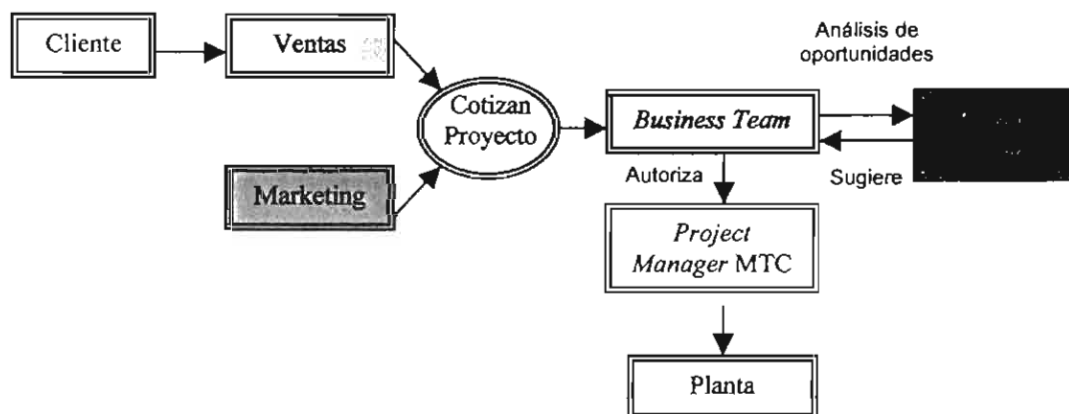 Cliente
Ventas
Análisis de
oportunidades
Cotizan
Proyecto
Business Team
Marketing
Autoriza
Sugiere
Project
Manager MTC
Planta